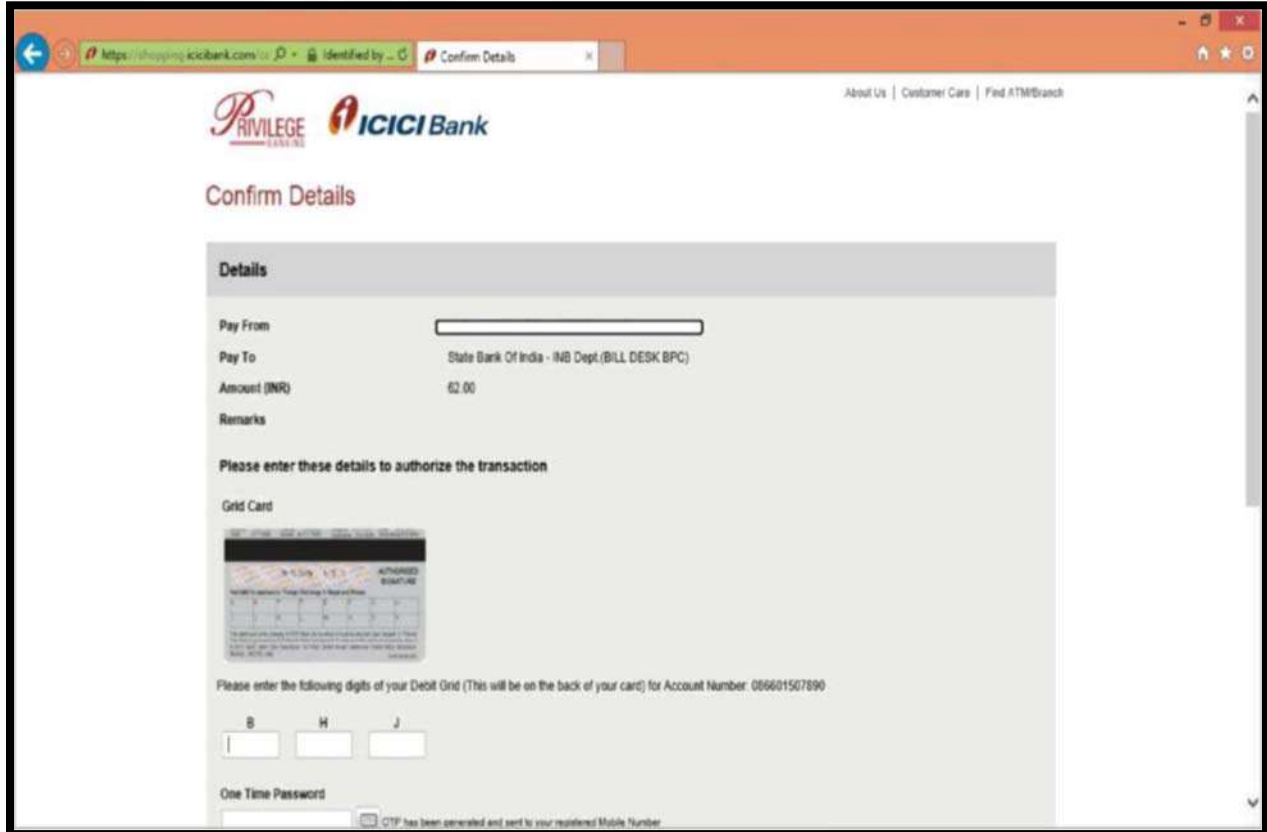 https://shopping.icicibank.com/
Identified by ...
Confirm Details
About Us | Customer Care | Find ATM/Branch
PRIVILEGE
BANKING
ICICI Bank
Confirm Details
Details
Pay From
Pay To State Bank Of India - INB Dept.(BILL DESK BPC)
Amount (INR) 62.00
Remarks
Please enter these details to authorize the transaction
Grid Card
AUTHORISED
SIGNATURE
Please enter the following digits of your Debit Grid (This will be on the back of your card) for Account Number: 086601507890
B H J
One Time Password
OTP has been generated and sent to your registered Mobile Number